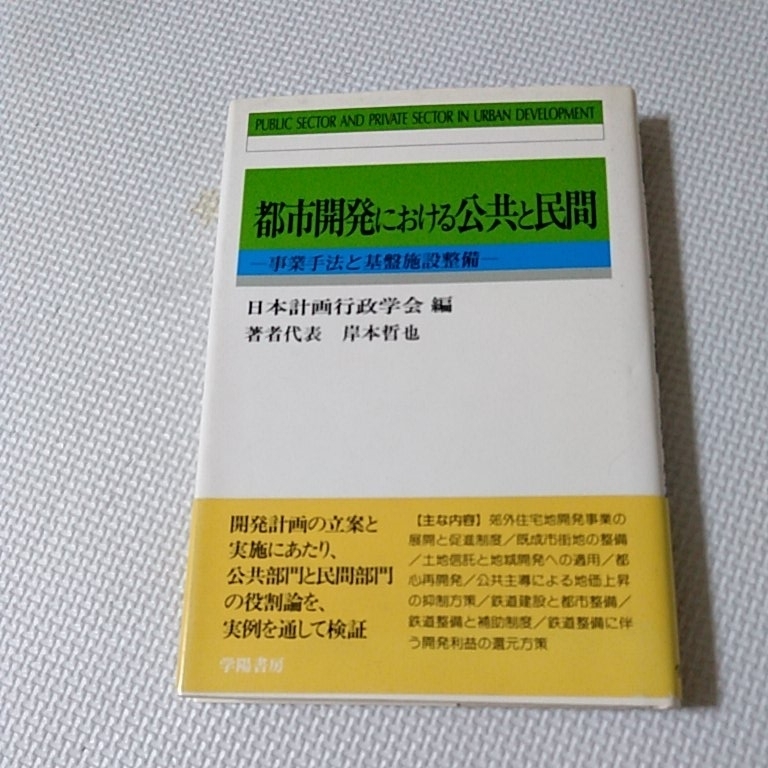 PUBLIC SECTOR AND PRIVATE SECTOR IN URBAN DEVELOPMENT
都市開発における公共と民間
―事業手法と基盤施設整備―
日本計画行政学会 編
著者代表 岸本哲也
開発計画の立案と
実施にあたり、
公共部門と民間部門
の役割論を、
実例を通して検証
学陽書房
【主な内容】郊外住宅地開発事業の
展開と促進制度／既成市街地の整備
／土地信託と地域開発への適用／都
心再開発／公共主導による地価上昇
の抑制方策／鉄道建設と都市整備／
鉄道整備と補助制度／鉄道整備に伴
う開発利益の還元方策